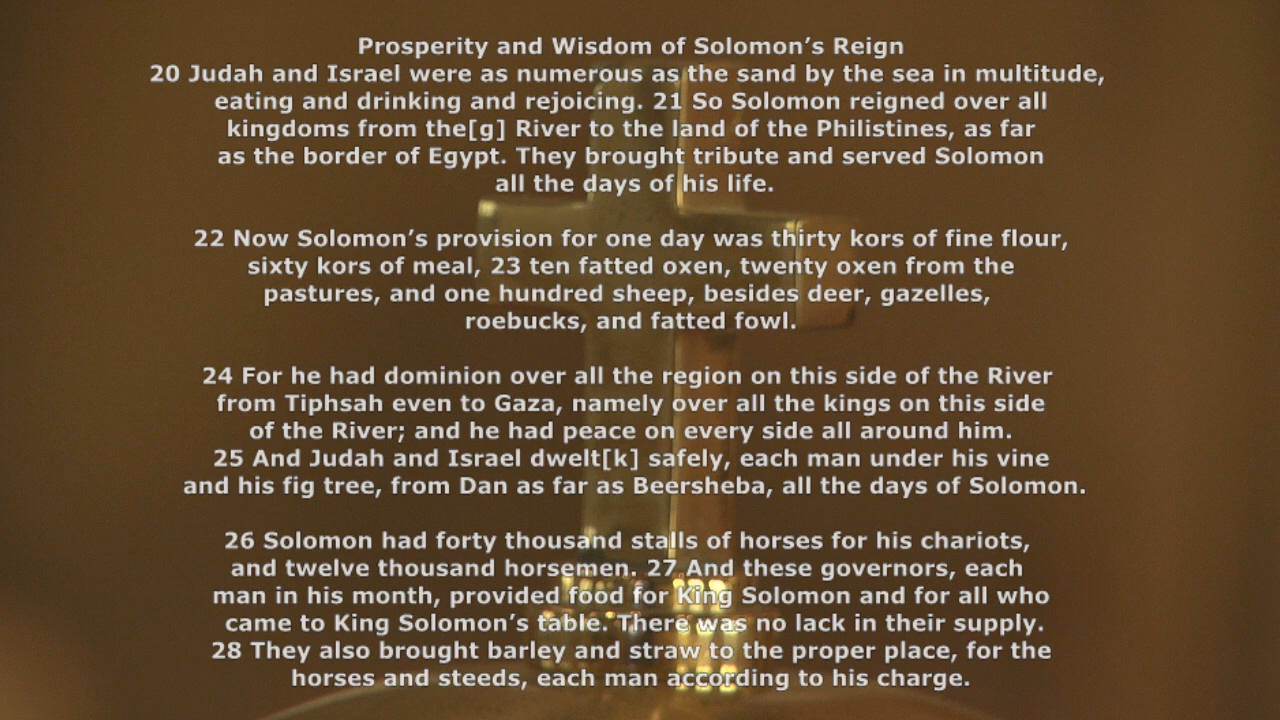 Prosperity and Wisdom of Solomon’s Reign
20 Judah and Israel were as numerous as the sand by the sea in multitude,
eating and drinking and rejoicing. 21 So Solomon reigned over all
kingdoms from the[g] River to the land of the Philistines, as far
as the border of Egypt. They brought tribute and served Solomon
all the days of his life.
22 Now Solomon’s provision for one day was thirty kors of fine flour,
sixty kors of meal, 23 ten fatted oxen, twenty oxen from the
pastures, and one hundred sheep, besides deer, gazelles,
roebucks, and fatted fowl.
24 For he had dominion over all the region on this side of the River
from Tiphsah even to Gaza, namely over all the kings on this side
of the River; and he had peace on every side all around him.
25 And Judah and Israel dwelt[k] safely, each man under his vine
and his fig tree, from Dan as far as Beersheba, all the days of Solomon.
26 Solomon had forty thousand stalls of horses for his chariots,
and twelve thousand horsemen. 27 And these governors, each
man in his month, provided food for King Solomon and for all who
came to King Solomon’s table. There was no lack in their supply.
28 They also brought barley and straw to the proper place, for the
horses and steeds, each man according to his charge.